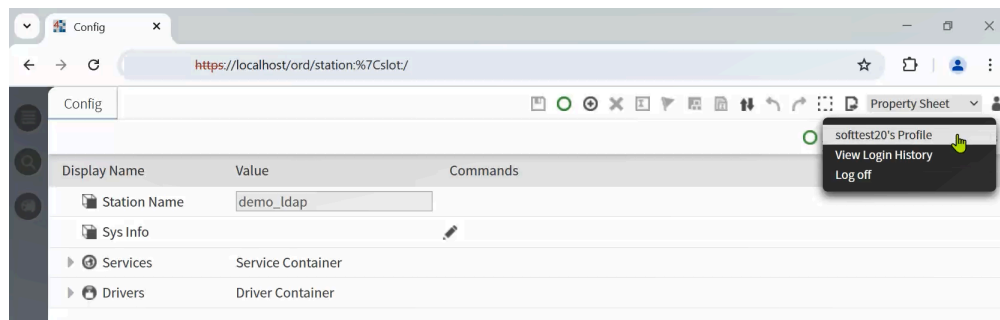 Config
https://localhost/ord/station:%7Cslot:/
Config
Property Sheet
softtest20's Profile
View Login History
Log off
Display Name Value Commands
Station Name demo_ldap
Sys Info
Services Service Container
Drivers Driver Container